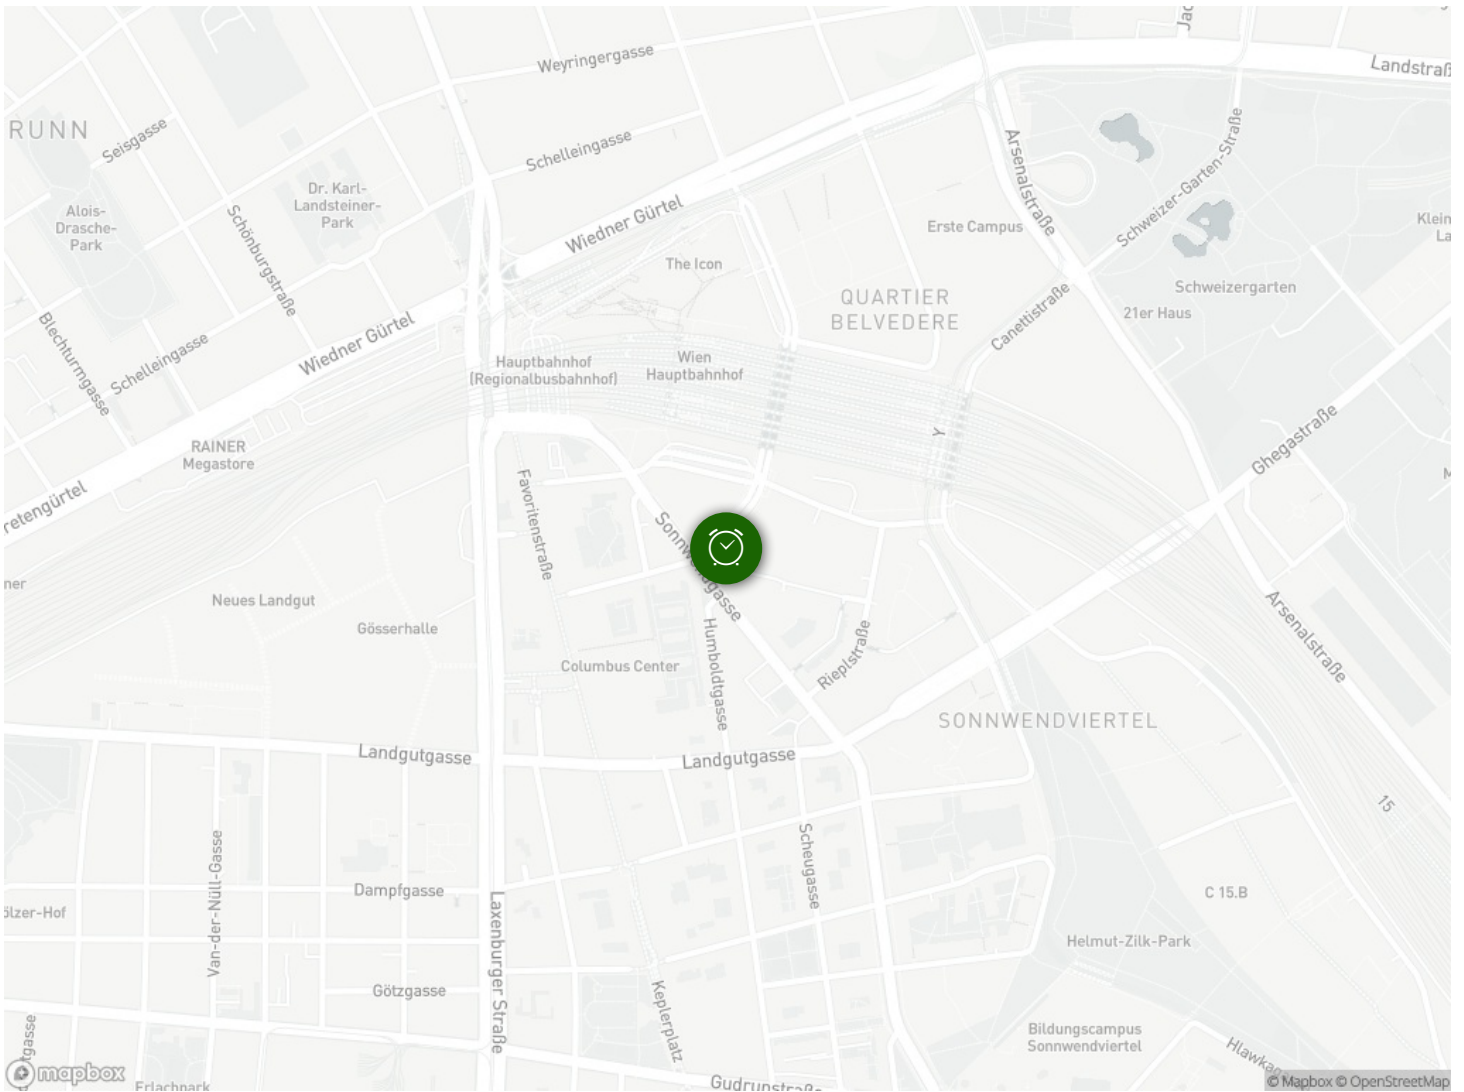 Weyringergasse
Landstraß
RUNN
Seisgasse
Schelleingasse
Arsenalstraße
Schweizer-Garten-Straße
Dr. Karl-
Landsteiner-
Park
Alois-
Drasche-
Park
Schönburgstraße
Wiedner Gürtel
Erste Campus
Klein
La
The Icon
QUARTIER
BELVEDERE
Schweizergarten
21er Haus
Canettistraße
Blechturmgasse
Schelleingasse
Wiedner Gürtel
Hauptbahnhof
(Regionalbusbahnhof)
Wien
Hauptbahnhof
RAINER
Megastore
Ghegastraße
retengürtel
Favoritenstraße
Sonnwendgasse
ner
Neues Landgut
Gösserhalle
Columbus Center
Humboldtgasse
Rieplstraße
Arsenalstraße
SONNWENDVIERTEL
Landgutgasse
Landgutgasse
15
Van-der-Nüll-Gasse
Scheugasse
Dampfgasse
C 15.B
ölzer-Hof
Laxenburger Straße
Helmut-Zilk-Park
Götzgasse
Keplerplatz
Bildungscampus
Sonnwendviertel
Hlawka
tgasse
mapbox
Erlachpark
Gudrunstraße
© Mapbox © OpenStreetMap